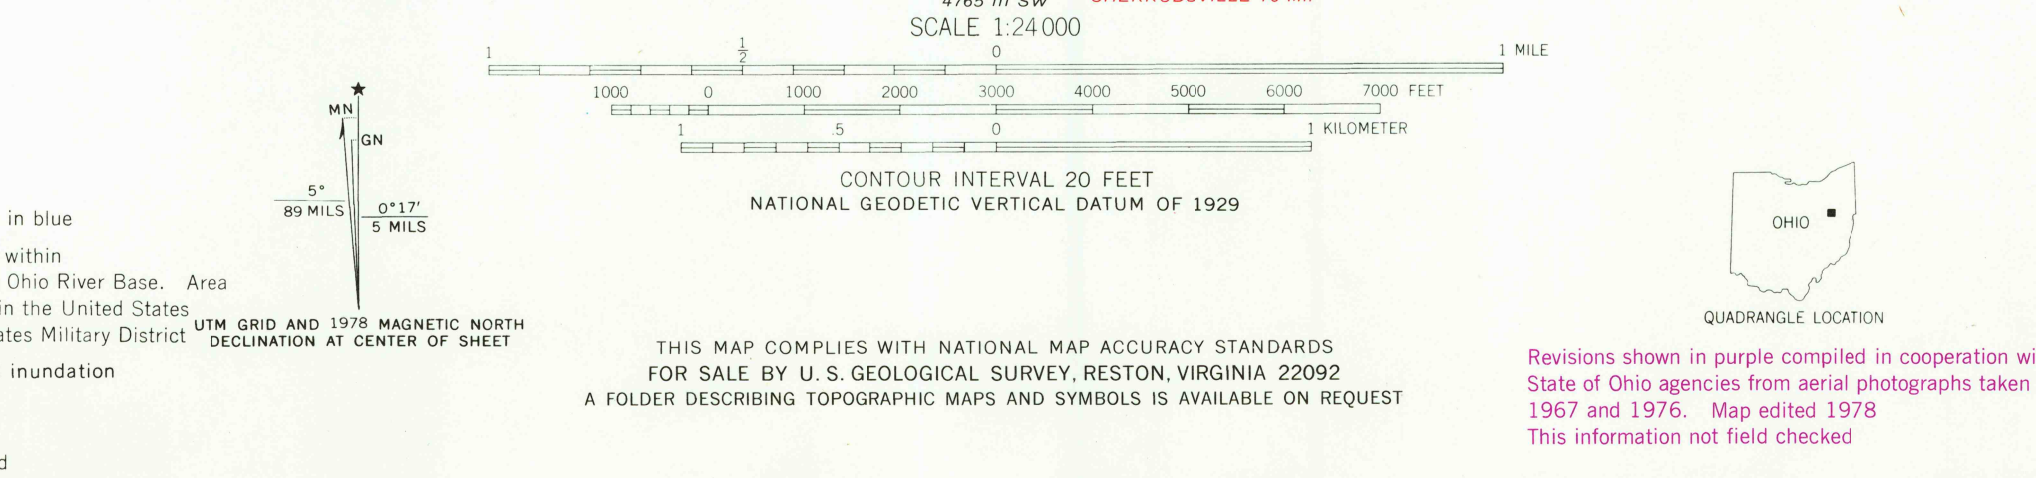 4765 m SW
SCALE 1:24 000
1 1/2 0 1 MILE
1000 0 1000 2000 3000 4000 5000 6000 7000 FEET
1 .5 0 1 KILOMETER
CONTOUR INTERVAL 20 FEET
NATIONAL GEODETIC VERTICAL DATUM OF 1929
MN
GN
5°
89 MILS
0°17′
5 MILS
UTM GRID AND 1978 MAGNETIC NORTH
DECLINATION AT CENTER OF SHEET
in blue
within
Ohio River Base. Area
in the United States
ates Military District
inundation
d
THIS MAP COMPLIES WITH NATIONAL MAP ACCURACY STANDARDS
FOR SALE BY U. S. GEOLOGICAL SURVEY, RESTON, VIRGINIA 22092
A FOLDER DESCRIBING TOPOGRAPHIC MAPS AND SYMBOLS IS AVAILABLE ON REQUEST
OHIO
QUADRANGLE LOCATION
Revisions shown in purple compiled in cooperation wi
State of Ohio agencies from aerial photographs taken
1967 and 1976. Map edited 1978
This information not field checked